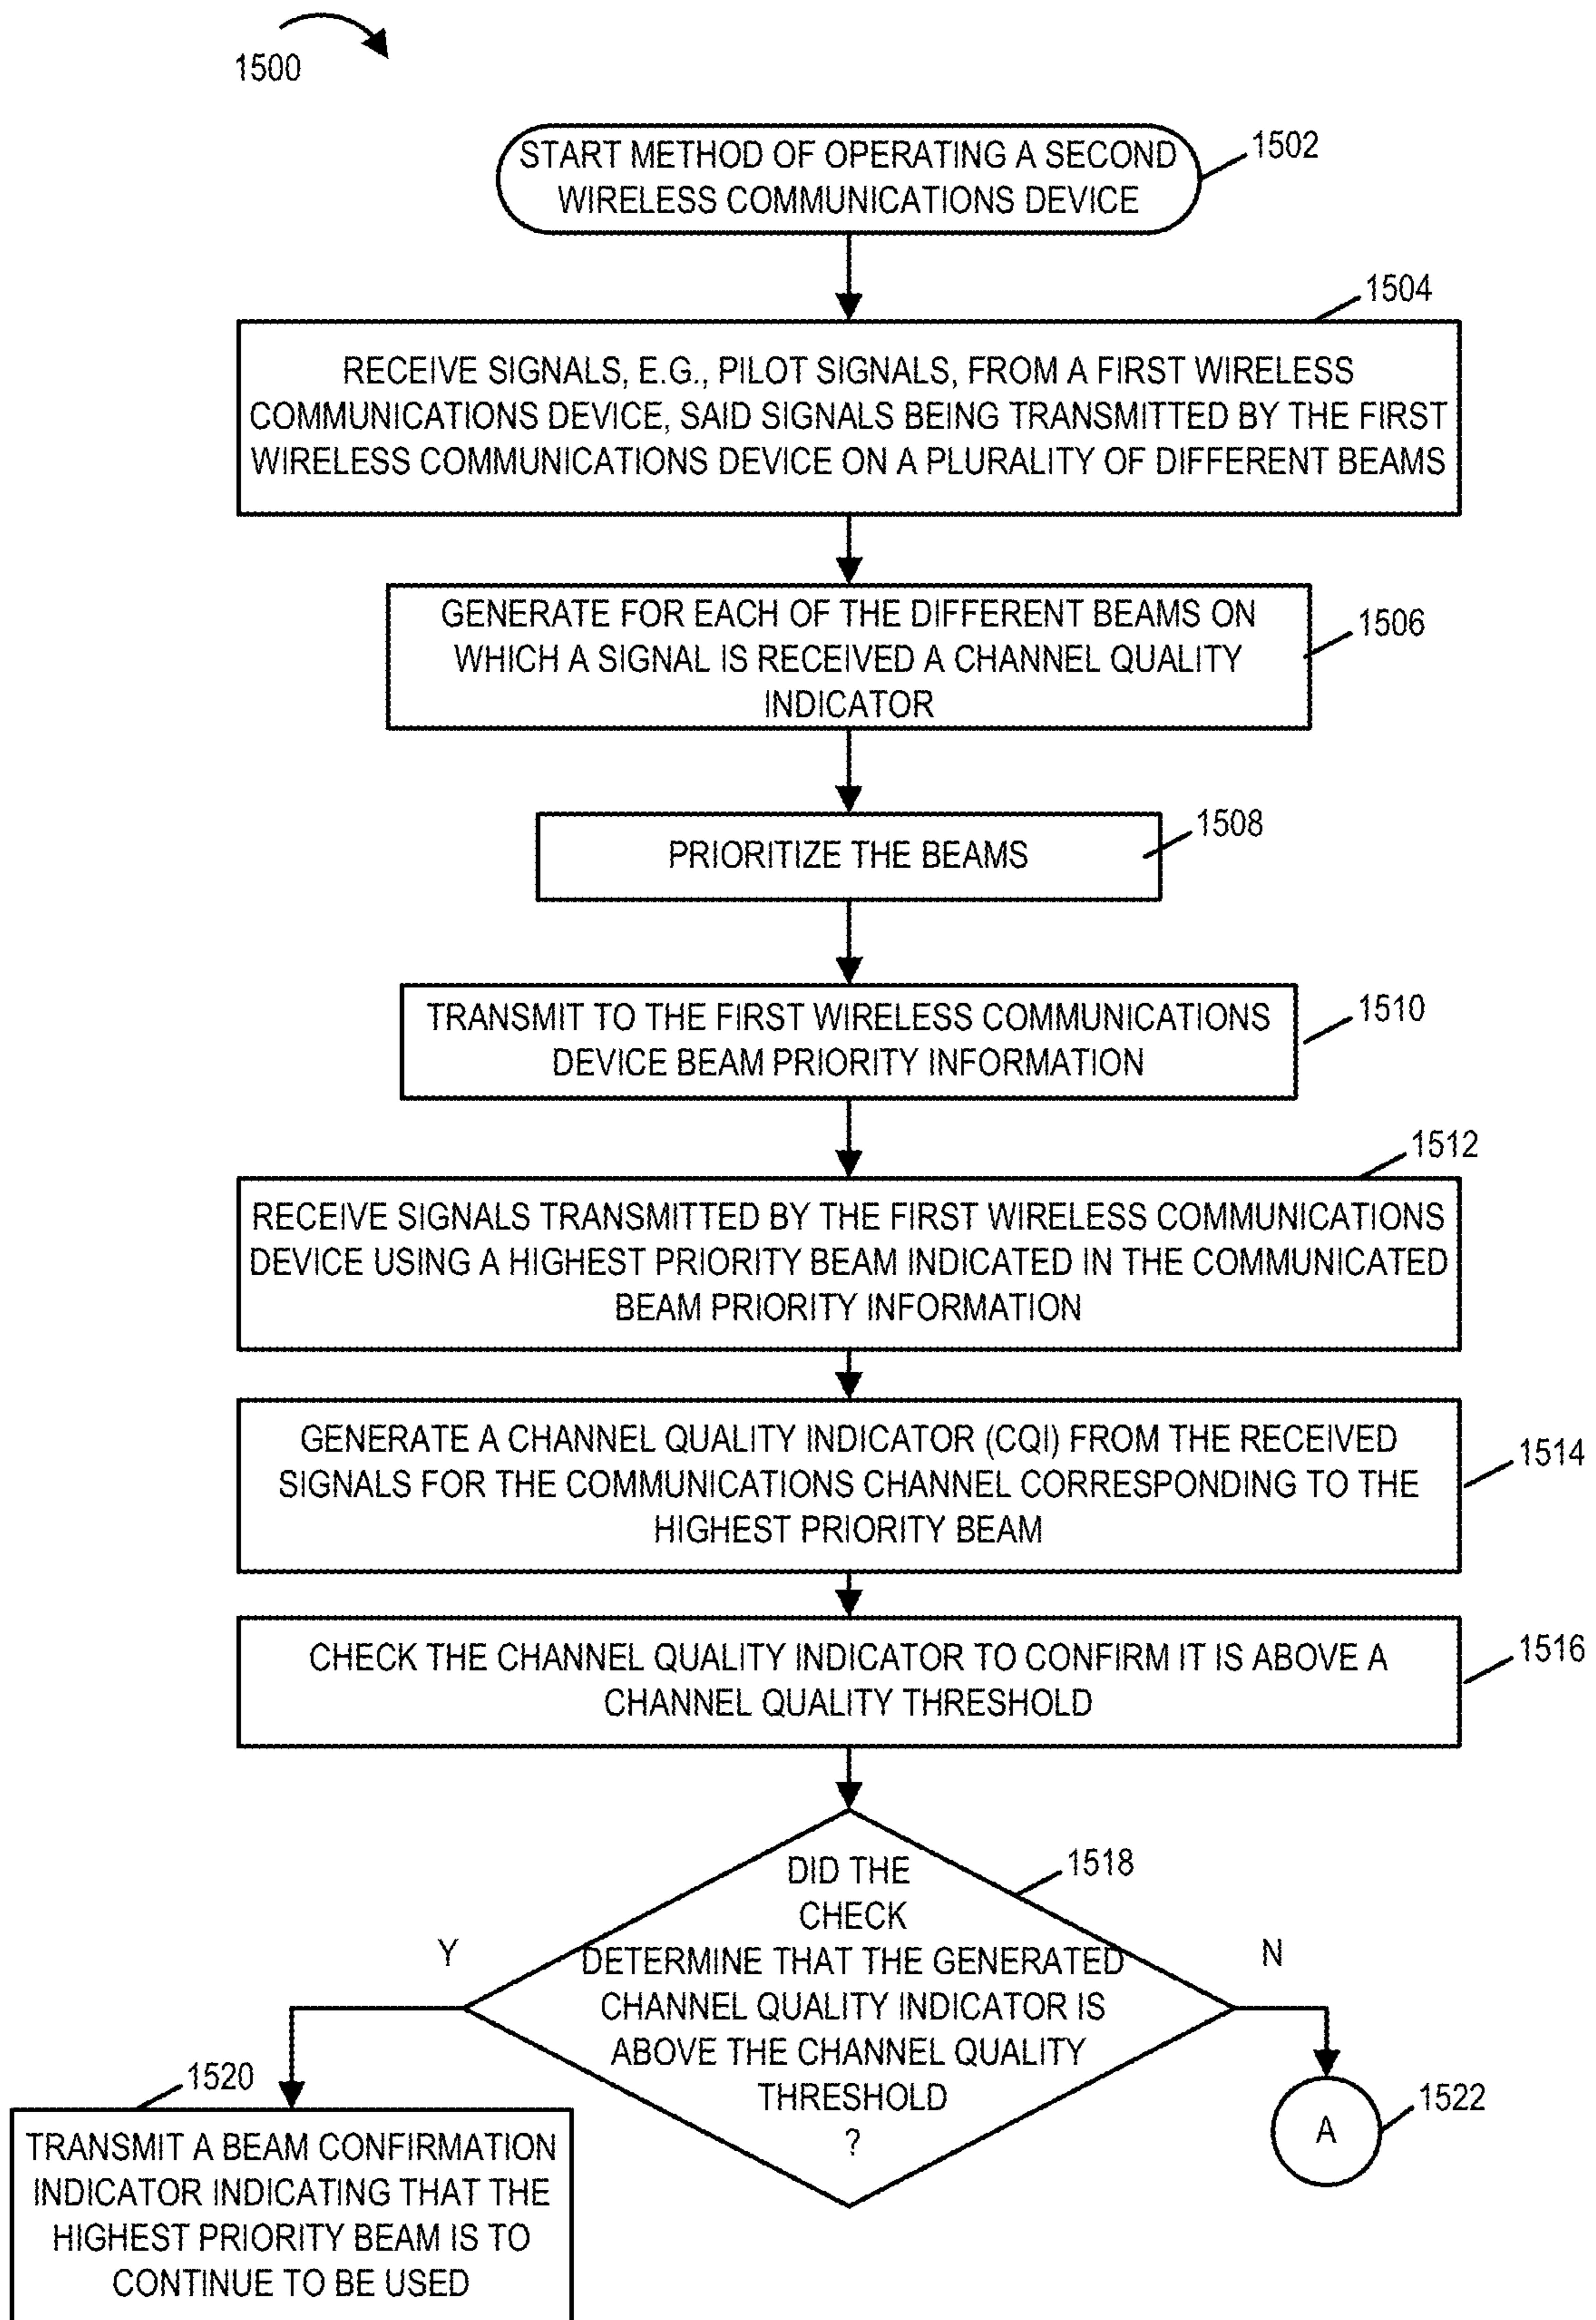 1500
START METHOD OF OPERATING A SECOND
WIRELESS COMMUNICATIONS DEVICE
1502
1504
RECEIVE SIGNALS, E.G., PILOT SIGNALS, FROM A FIRST WIRELESS
COMMUNICATIONS DEVICE, SAID SIGNALS BEING TRANSMITTED BY THE FIRST
WIRELESS COMMUNICATIONS DEVICE ON A PLURALITY OF DIFFERENT BEAMS
GENERATE FOR EACH OF THE DIFFERENT BEAMS ON
WHICH A SIGNAL IS RECEIVED A CHANNEL QUALITY
INDICATOR
1506
PRIORITIZE THE BEAMS
1508
TRANSMIT TO THE FIRST WIRELESS COMMUNICATIONS
DEVICE BEAM PRIORITY INFORMATION
1510
1512
RECEIVE SIGNALS TRANSMITTED BY THE FIRST WIRELESS COMMUNICATIONS
DEVICE USING A HIGHEST PRIORITY BEAM INDICATED IN THE COMMUNICATED
BEAM PRIORITY INFORMATION
GENERATE A CHANNEL QUALITY INDICATOR (CQI) FROM THE RECEIVED
SIGNALS FOR THE COMMUNICATIONS CHANNEL CORRESPONDING TO THE
HIGHEST PRIORITY BEAM
1514
CHECK THE CHANNEL QUALITY INDICATOR TO CONFIRM IT IS ABOVE A
CHANNEL QUALITY THRESHOLD
1516
DID THE
CHECK
DETERMINE THAT THE GENERATED
CHANNEL QUALITY INDICATOR IS
ABOVE THE CHANNEL QUALITY
THRESHOLD
?
1518
Y
N
1520
TRANSMIT A BEAM CONFIRMATION
INDICATOR INDICATING THAT THE
HIGHEST PRIORITY BEAM IS TO
CONTINUE TO BE USED
A
1522